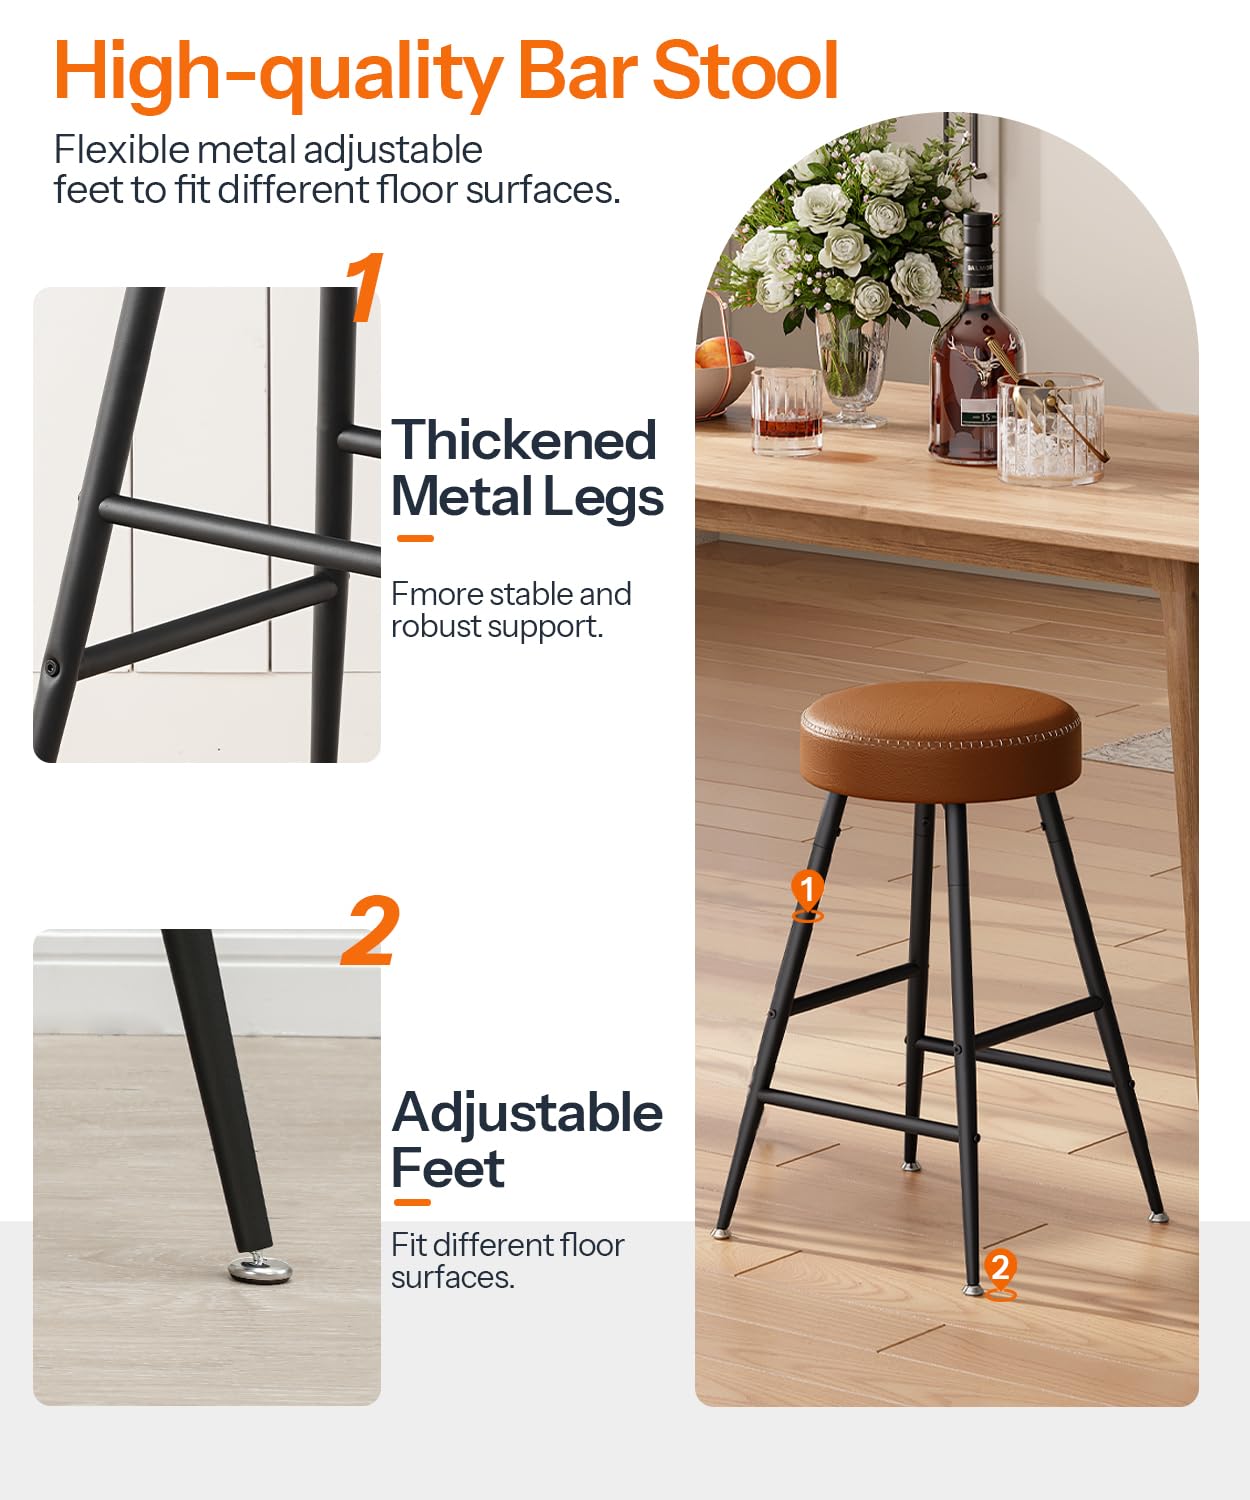 High-quality Bar Stool
Flexible metal adjustable
feet to fit different floor surfaces.
1
Thickened
Metal Legs
Fmore stable and
robust support.
2
Adjustable
Feet
Fit different floor
surfaces.
15
1
2